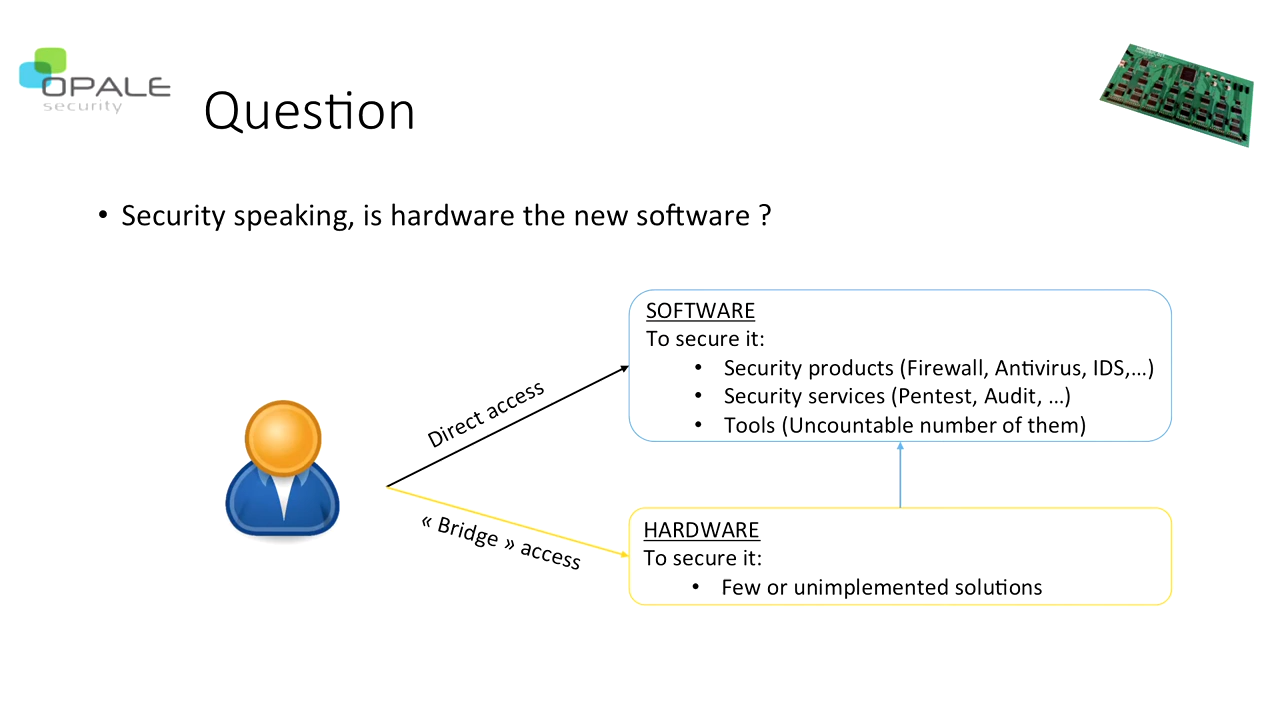 OPALE
security
Question
• Security speaking, is hardware the new software ?
SOFTWARE
To secure it:
• Security products (Firewall, Antivirus, IDS,…)
• Security services (Pentest, Audit, …)
• Tools (Uncountable number of them)
Direct access
« Bridge » access
HARDWARE
To secure it:
• Few or unimplemented solutions